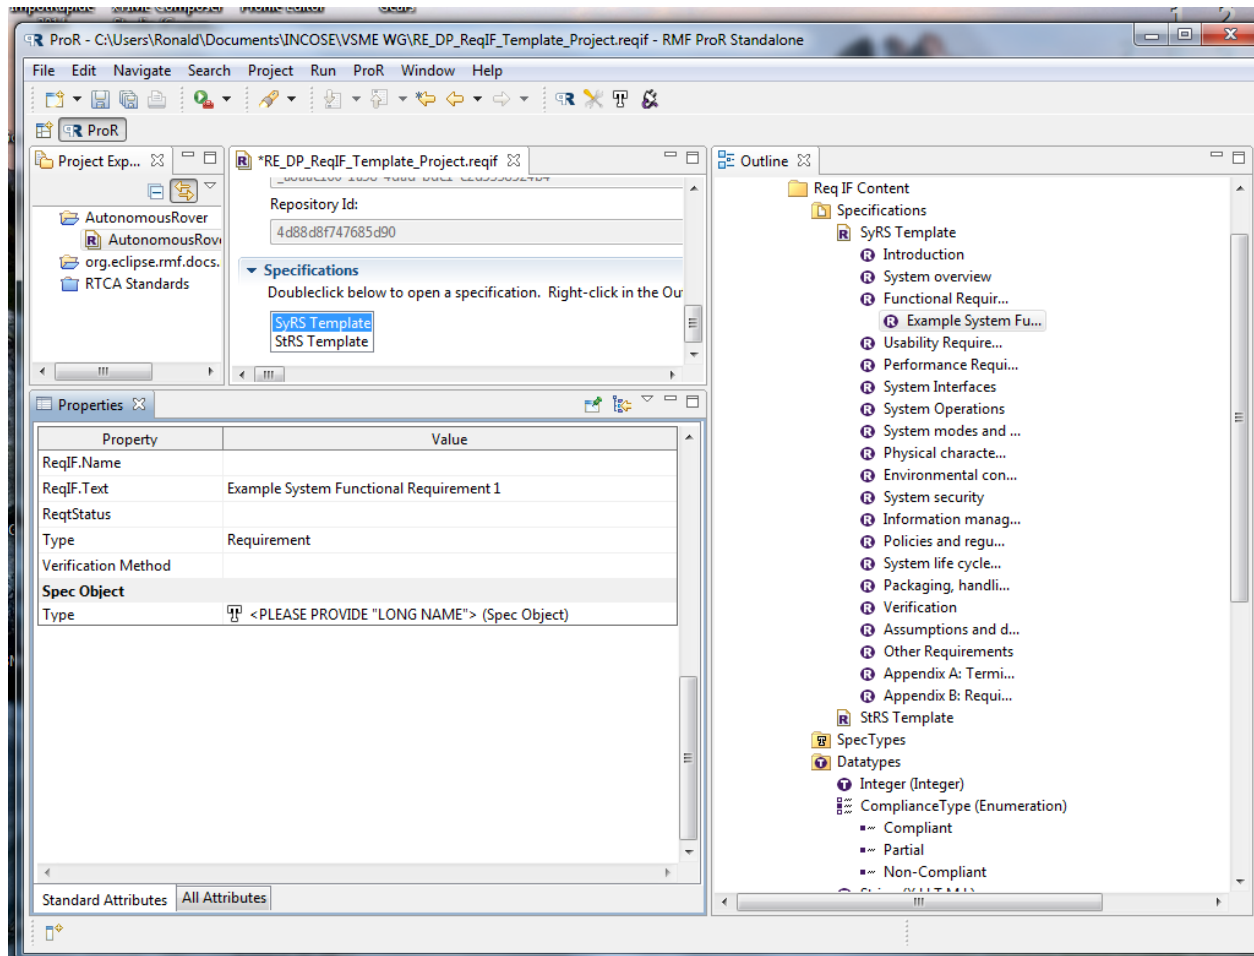 XSME Composer
ProR - C:\Users\Ronald\Documents\INCOSE\VSME WG\RE_DP_ReqIF_Template_Project.reqif - RMF ProR Standalone
File Edit Navigate Search Project Run ProR Window Help
ProR
Project Exp...
*RE_DP_ReqIF_Template_Project.reqif
AutonomousRover
AutonomousRov
org.eclipse.rmf.docs.
RTCA Standards
Repository Id:
4d88d8f747685d90
Specifications
Doubleclick below to open a specification. Right-click in the Ou
SyRS Template
StRS Template
Properties
Property Value
ReqIF.Name
ReqIF.Text Example System Functional Requirement 1
ReqtStatus
Type Requirement
Verification Method
Spec Object
Type <PLEASE PROVIDE "LONG NAME"> (Spec Object)
Standard Attributes All Attributes
Outline
Req IF Content
Specifications
SyRS Template
Introduction
System overview
Functional Requir...
Example System Fu...
Usability Require...
Performance Requi...
System Interfaces
System Operations
System modes and ...
Physical characte...
Environmental con...
System security
Information manag...
Policies and regu...
System life cycle...
Packaging, handli...
Verification
Assumptions and d...
Other Requirements
Appendix A: Termi...
Appendix B: Requi...
StRS Template
SpecTypes
Datatypes
Integer (Integer)
ComplianceType (Enumeration)
Compliant
Partial
Non-Compliant